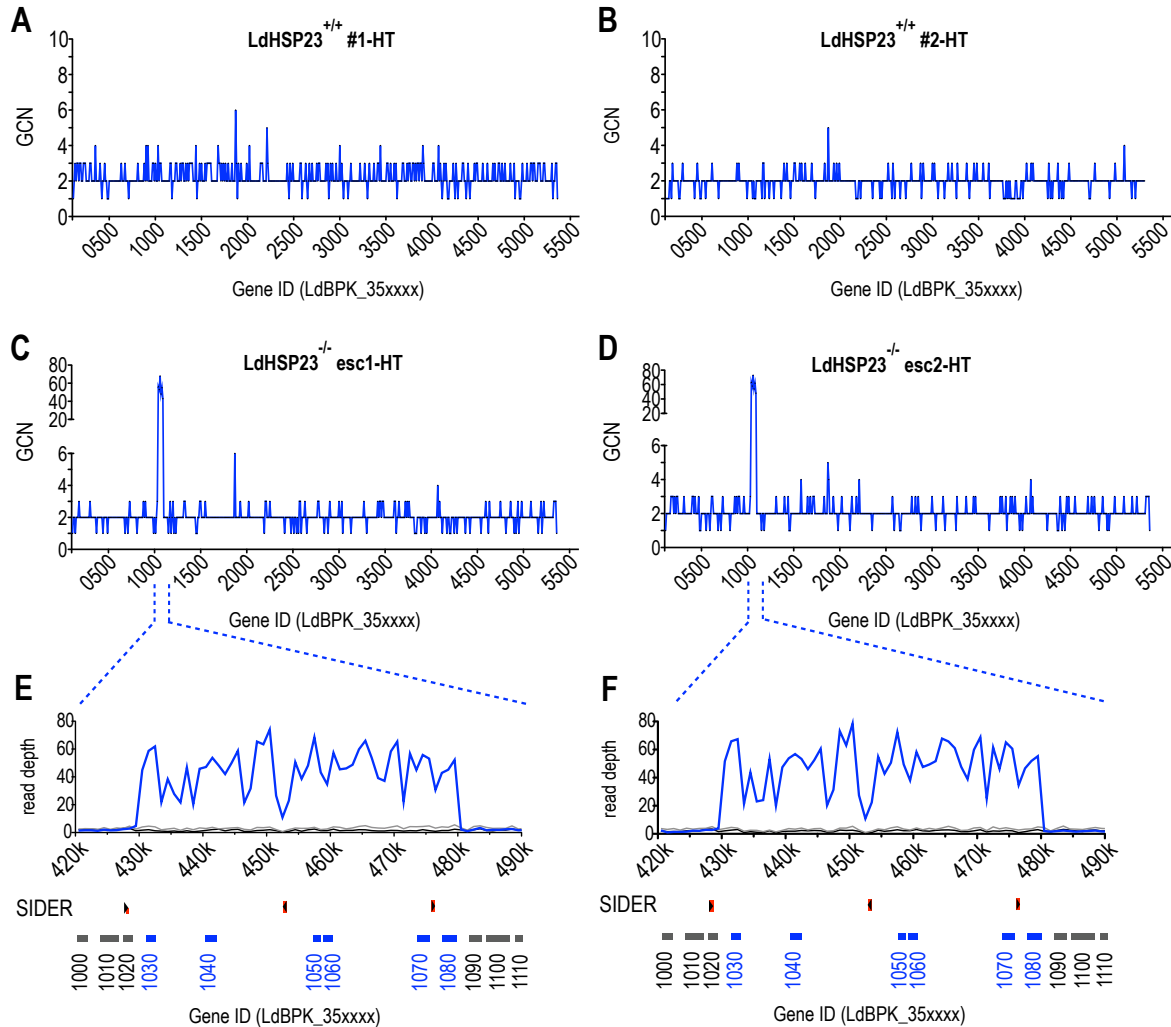 A
LdHSP23+/+ #1-HT
GCN
10
8
6
4
2
0
0500 1000 1500 2000 2500 3000 3500 4000 4500 5000 5500
Gene ID (LdBPK_35xxxx)
B
LdHSP23+/+ #2-HT
GCN
10
8
6
4
2
0
0500 1000 1500 2000 2500 3000 3500 4000 4500 5000 5500
Gene ID (LdBPK_35xxxx)
C
LdHSP23-/- esc1-HT
GCN
80
60
40
20
6
4
2
0
0500 1000 1500 2000 2500 3000 3500 4000 4500 5000 5500
Gene ID (LdBPK_35xxxx)
D
LdHSP23-/- esc2-HT
GCN
80
60
40
20
6
4
2
0
0500 1000 1500 2000 2500 3000 3500 4000 4500 5000 5500
Gene ID (LdBPK_35xxxx)
E
read depth
80
60
40
20
0
420k 430k 440k 450k 460k 470k 480k 490k
SIDER
1000 1010 1020 1030 1040 1050 1060 1070 1080 1090 1100 1110
Gene ID (LdBPK_35xxxx)
F
read depth
80
60
40
20
0
420k 430k 440k 450k 460k 470k 480k 490k
SIDER
1000 1010 1020 1030 1040 1050 1060 1070 1080 1090 1100 1110
Gene ID (LdBPK_35xxxx)